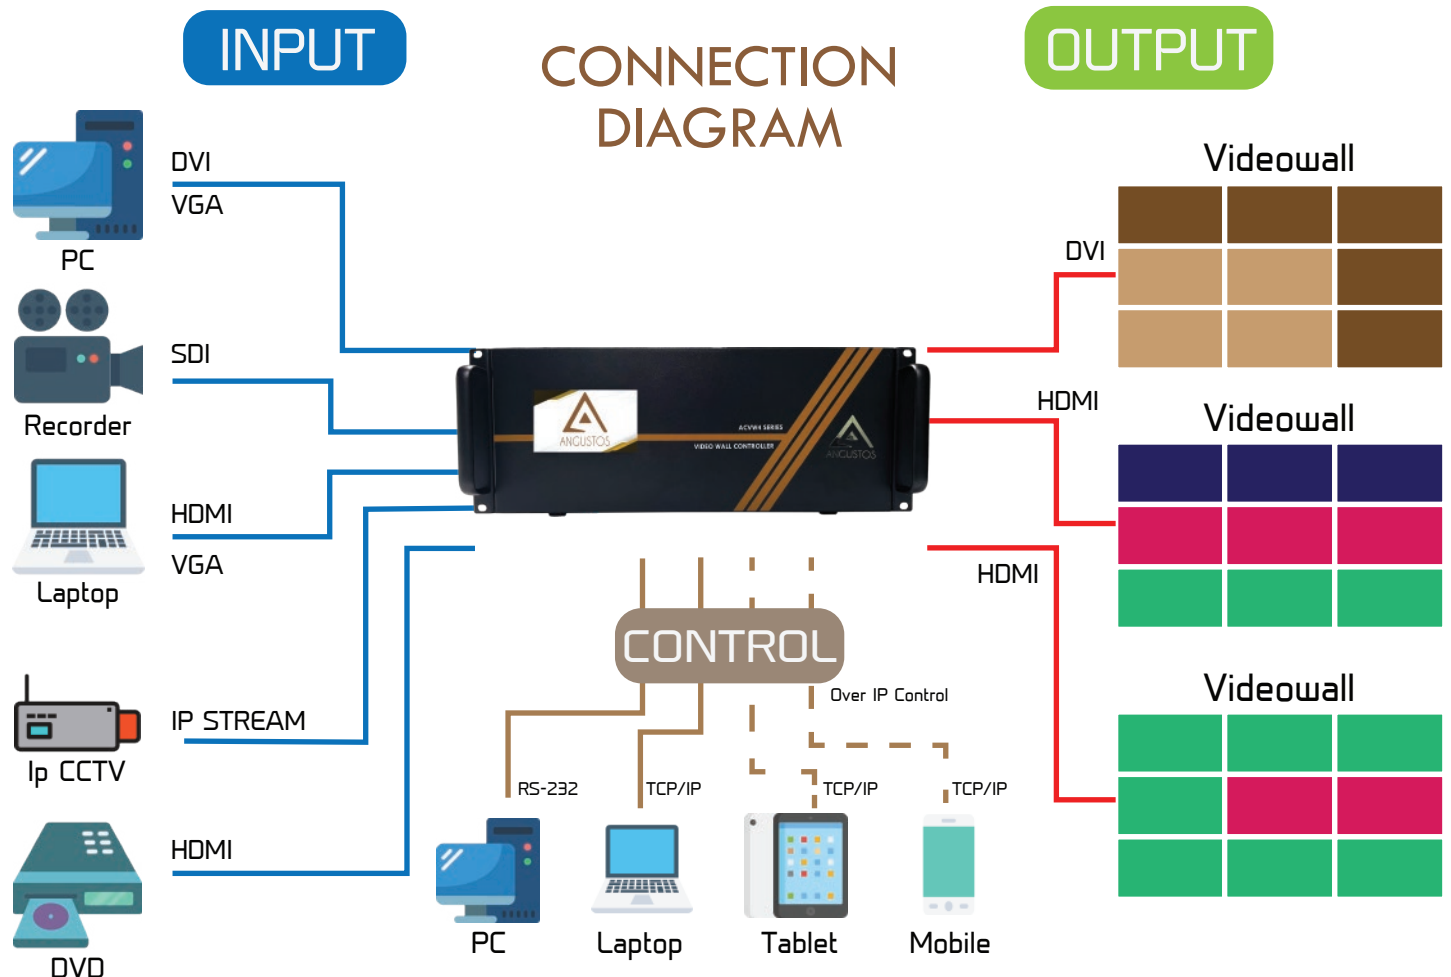 INPUT
CONNECTION
DIAGRAM
OUTPUT
DVI
VGA
PC
SDI
Recorder
HDMI
VGA
Laptop
IP STREAM
Ip CCTV
HDMI
DVD
ANGUSTOS
ACVW4 SERIES
VIDEO WALL CONTROLLER
ANGUSTOS
CONTROL
Over IP Control
RS-232
TCP/IP
TCP/IP
TCP/IP
PC
Laptop
Tablet
Mobile
Videowall
DVI
HDMI
Videowall
HDMI
Videowall